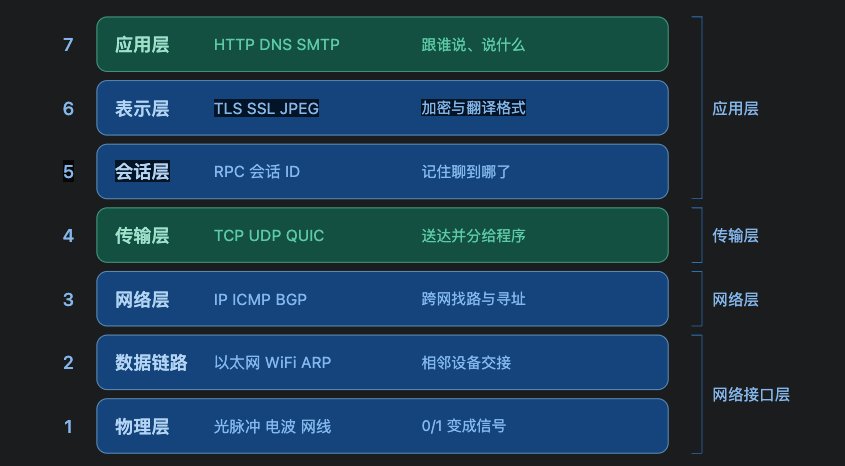 7 应用层 HTTP DNS SMTP 跟谁说、说什么
6 表示层 TLS SSL JPEG 加密与翻译格式 应用层
5 会话层 RPC 会话 ID 记住聊到哪了
4 传输层 TCP UDP QUIC 送达并分给程序 传输层
3 网络层 IP ICMP BGP 跨网找路与寻址 网络层
2 数据链路 以太网 WiFi ARP 相邻设备交接
网络接口层
1 物理层 光脉冲 电波 网线 0/1 变成信号